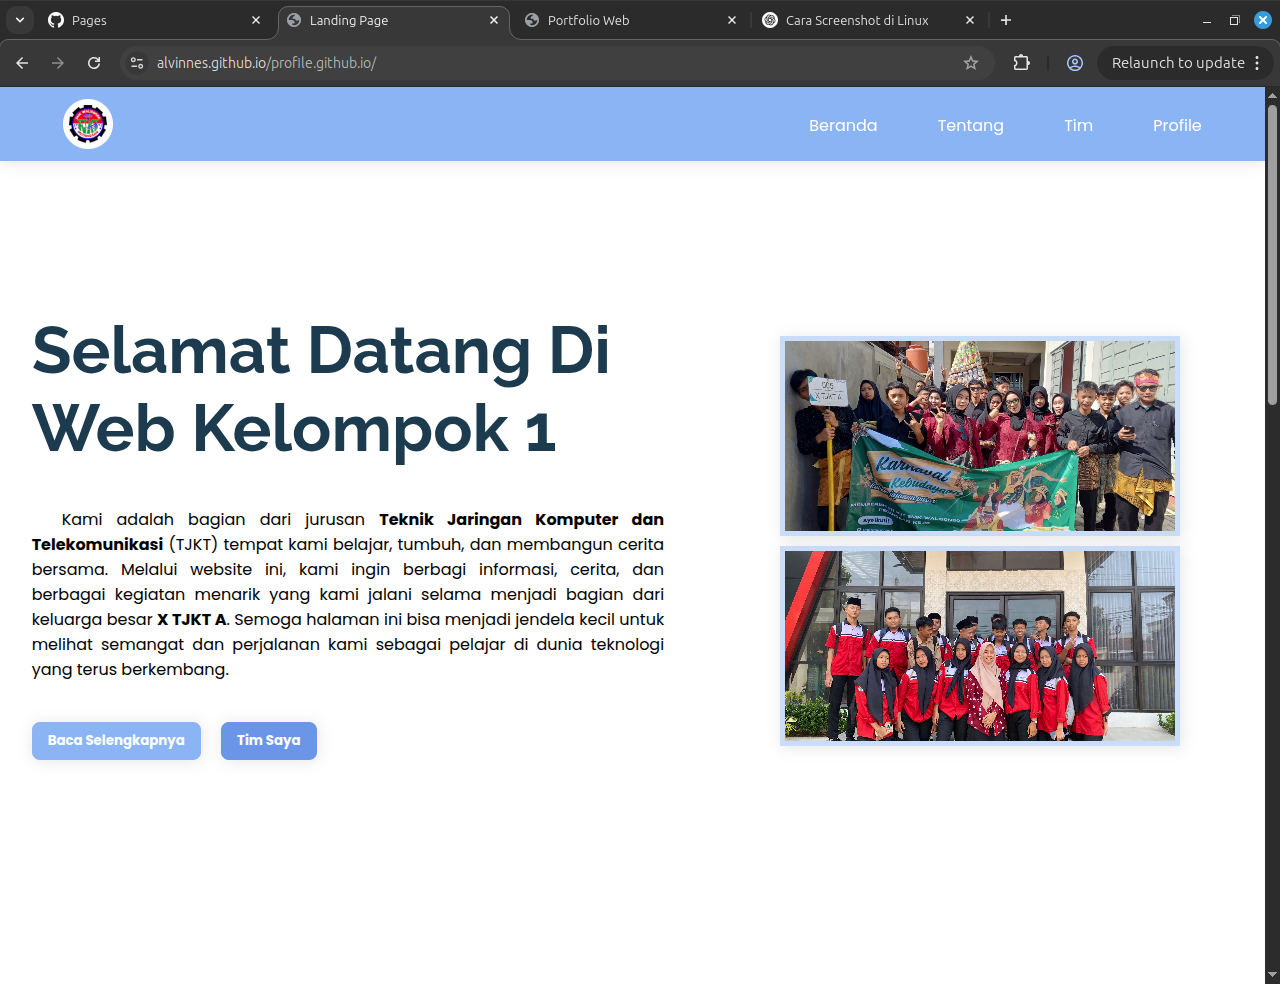 Pages
Landing Page
Portfolio Web
Cara Screenshot di Linux
alvinnes.github.io/profile.github.io/
Relaunch to update
Beranda
Tentang
Tim
Profile
Selamat Datang Di
Web Kelompok 1
Kami adalah bagian dari jurusan Teknik Jaringan Komputer dan
Telekomunikasi (TJKT) tempat kami belajar, tumbuh, dan membangun cerita
bersama. Melalui website ini, kami ingin berbagi informasi, cerita, dan
berbagai kegiatan menarik yang kami jalani selama menjadi bagian dari
keluarga besar X TJKT A. Semoga halaman ini bisa menjadi jendela kecil untuk
melihat semangat dan perjalanan kami sebagai pelajar di dunia teknologi
yang terus berkembang.
Baca Selengkapnya
Tim Saya
X TJKT A
Karnaval
Kebudayaan